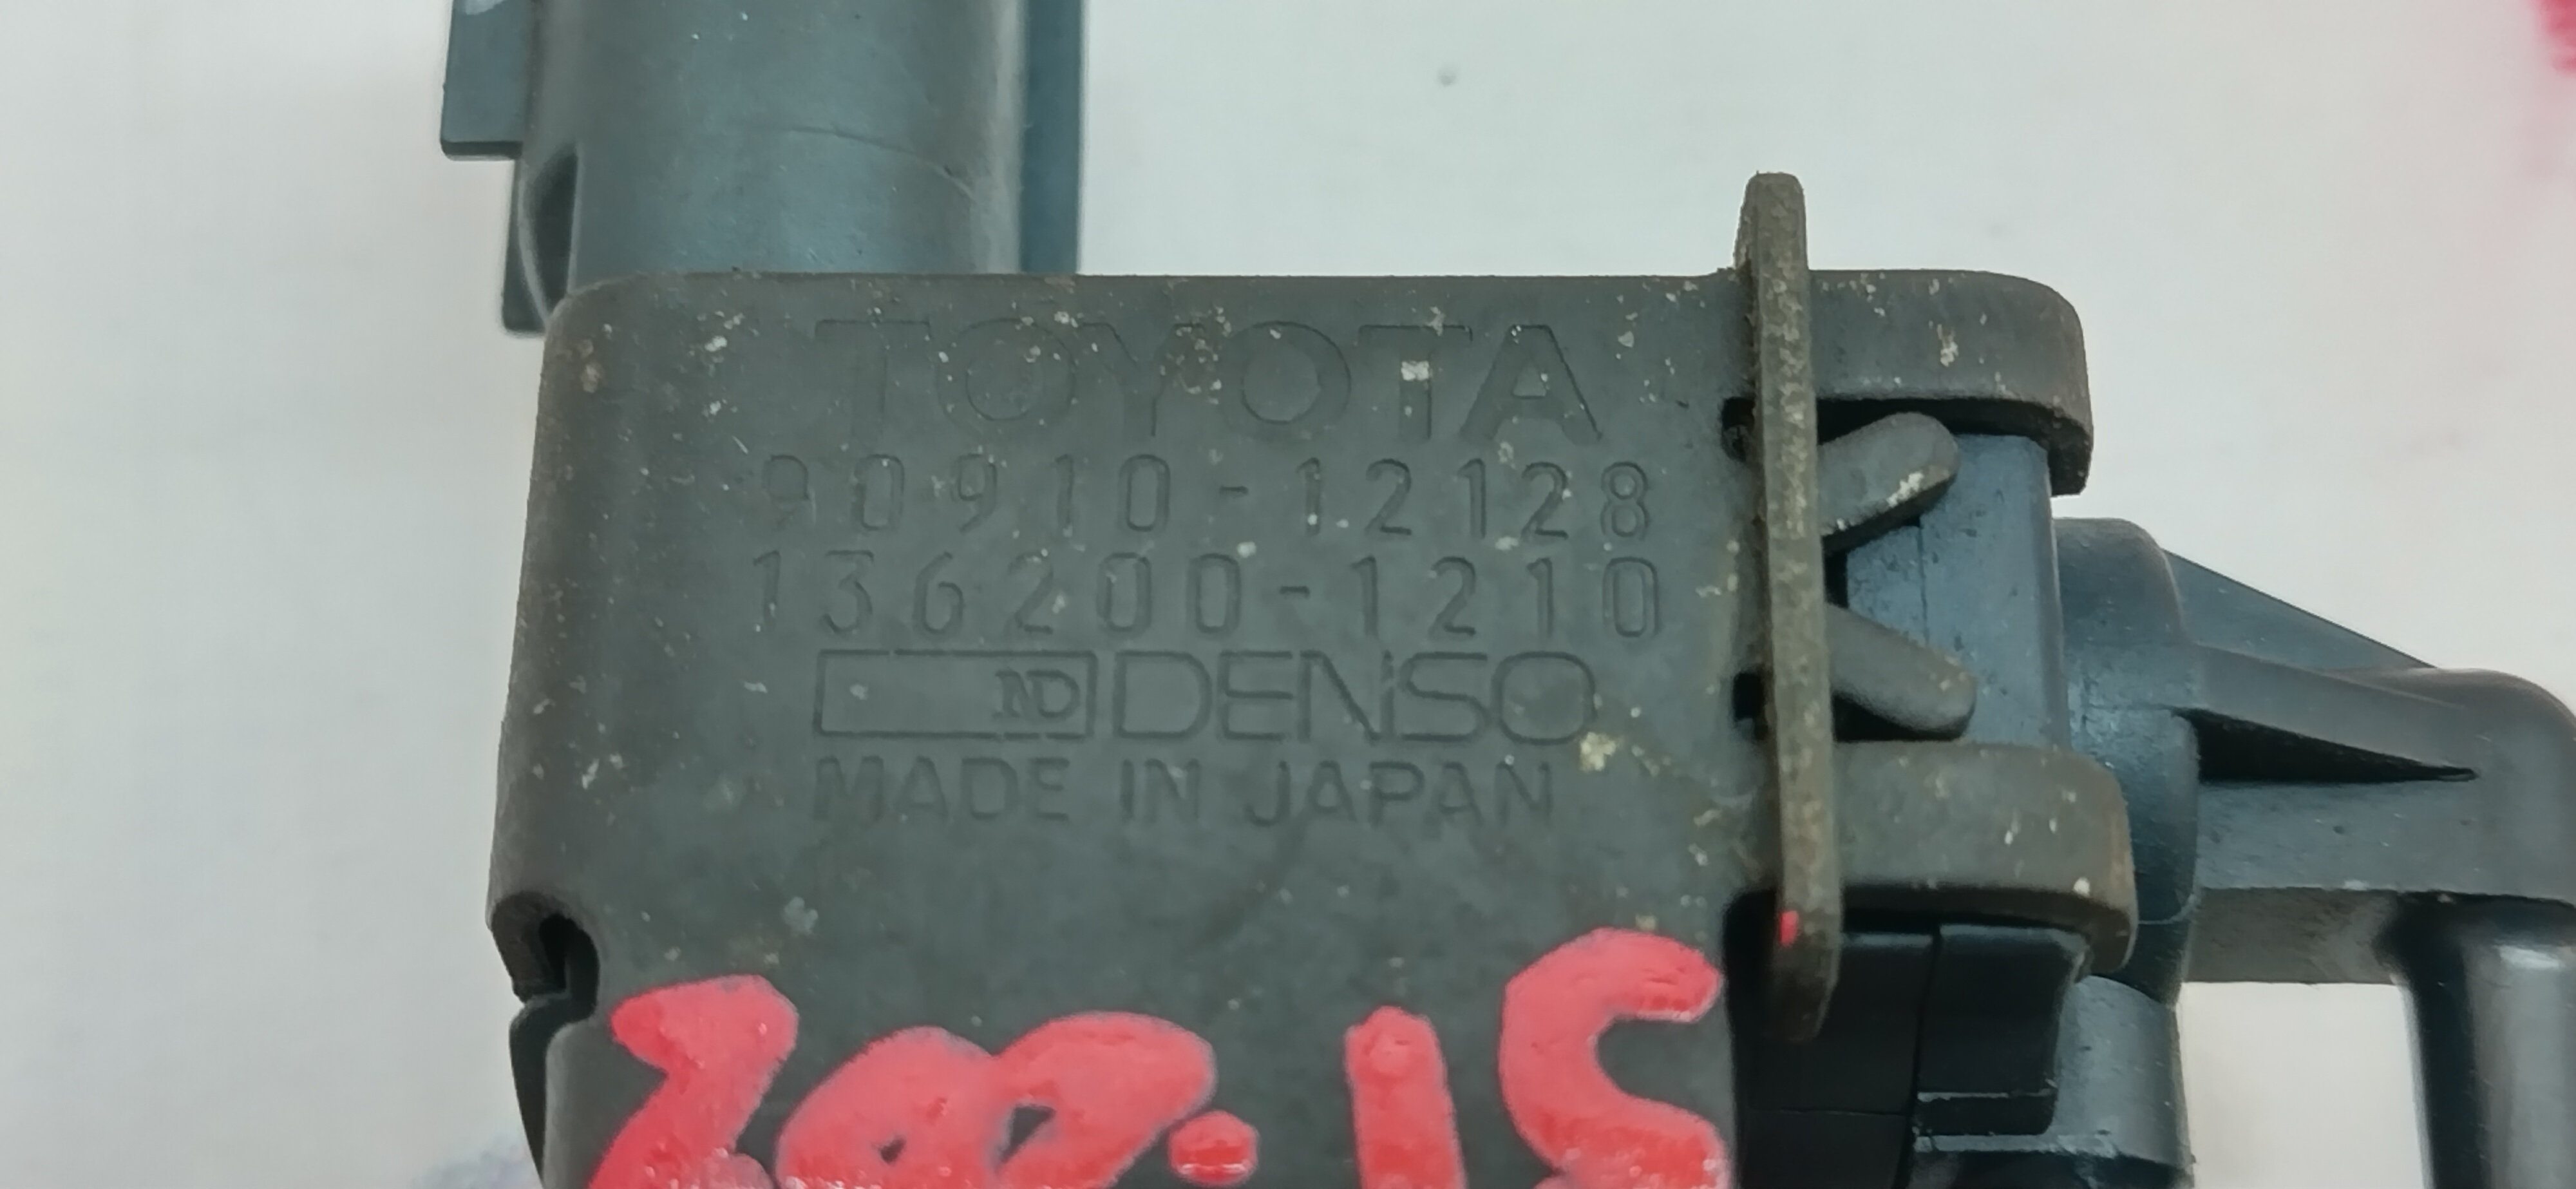 TOYOTA
90910-12128
136200-1210
ND DENSO
MADE IN JAPAN